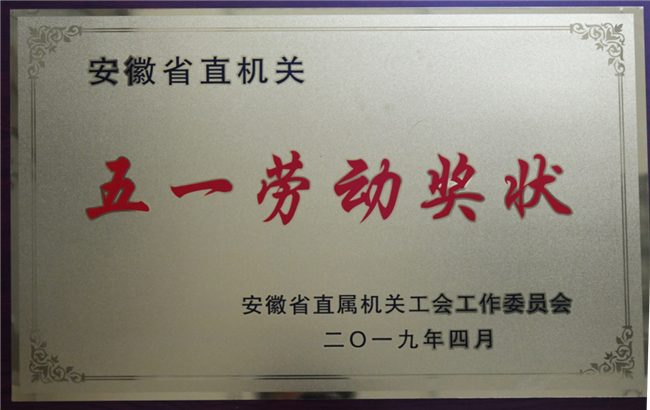 安徽省直机关
五一劳动奖状
安徽省直属机关工会工作委员会
二〇一九年四月